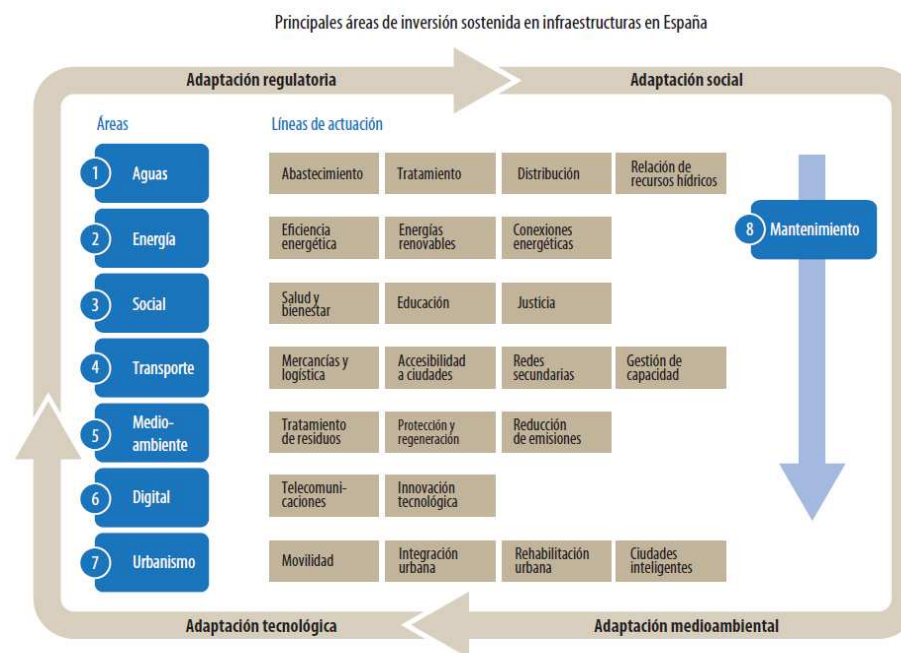 Principales áreas de inversión sostenida en infraestructuras en España
Adaptación regulatoria
Adaptación social
Áreas
Líneas de actuación
1 Aguas
Abastecimiento
Tratamiento
Distribución
Relación de
recursos hídricos
2 Energía
Eficiencia
energética
Energías
renovables
Conexiones
energéticas
8 Mantenimiento
3 Social
Salud y
bienestar
Educación
Justicia
4 Transporte
Mercancías y
logística
Accesibilidad
a ciudades
Redes
secundarias
Gestión de
capacidad
5 Medio-
ambiente
Tratamiento
de residuos
Protección y
regeneración
Reducción
de emisiones
6 Digital
Telecomuni-
caciones
Innovación
tecnológica
7 Urbanismo
Movilidad
Integración
urbana
Rehabilitación
urbana
Ciudades
inteligentes
Adaptación tecnológica
Adaptación medioambiental